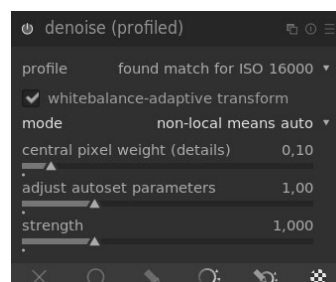 denoise (profiled)
profile found match for ISO 16000
whitebalance-adaptive transform
mode non-local means auto
central pixel weight (details) 0,10
adjust autoset parameters 1,00
strength 1,000